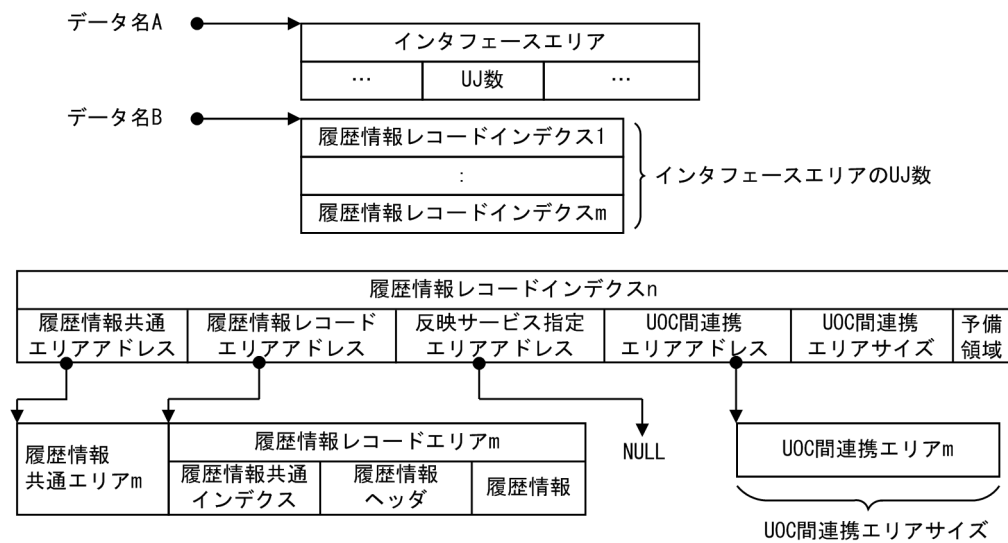 データ名A
インタフェースエリア
… UJ数 …
データ名B
履歴情報レコードインデクス1
:
履歴情報レコードインデクスm
インタフェースエリアのUJ数
履歴情報レコードインデクスn
履歴情報共通
エリアアドレス
履歴情報レコード
エリアアドレス
反映サービス指定
エリアアドレス
UOC間連携
エリアアドレス
UOC間連携
エリアサイズ
予備
領域
履歴情報
共通エリアm
履歴情報レコードエリアm
履歴情報共通
インデクス
履歴情報
ヘッダ
履歴情報
NULL
UOC間連携エリアm
UOC間連携エリアサイズ